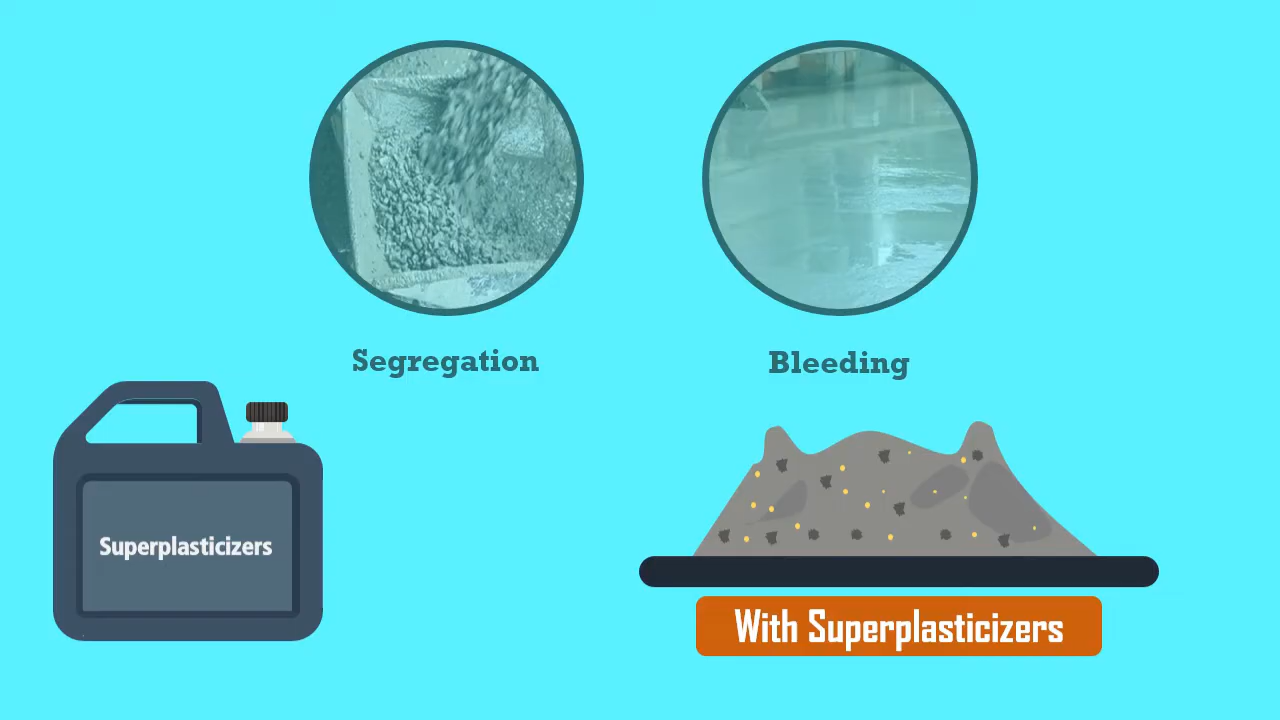 Segregation
Bleeding
Superplasticizers
With Superplasticizers